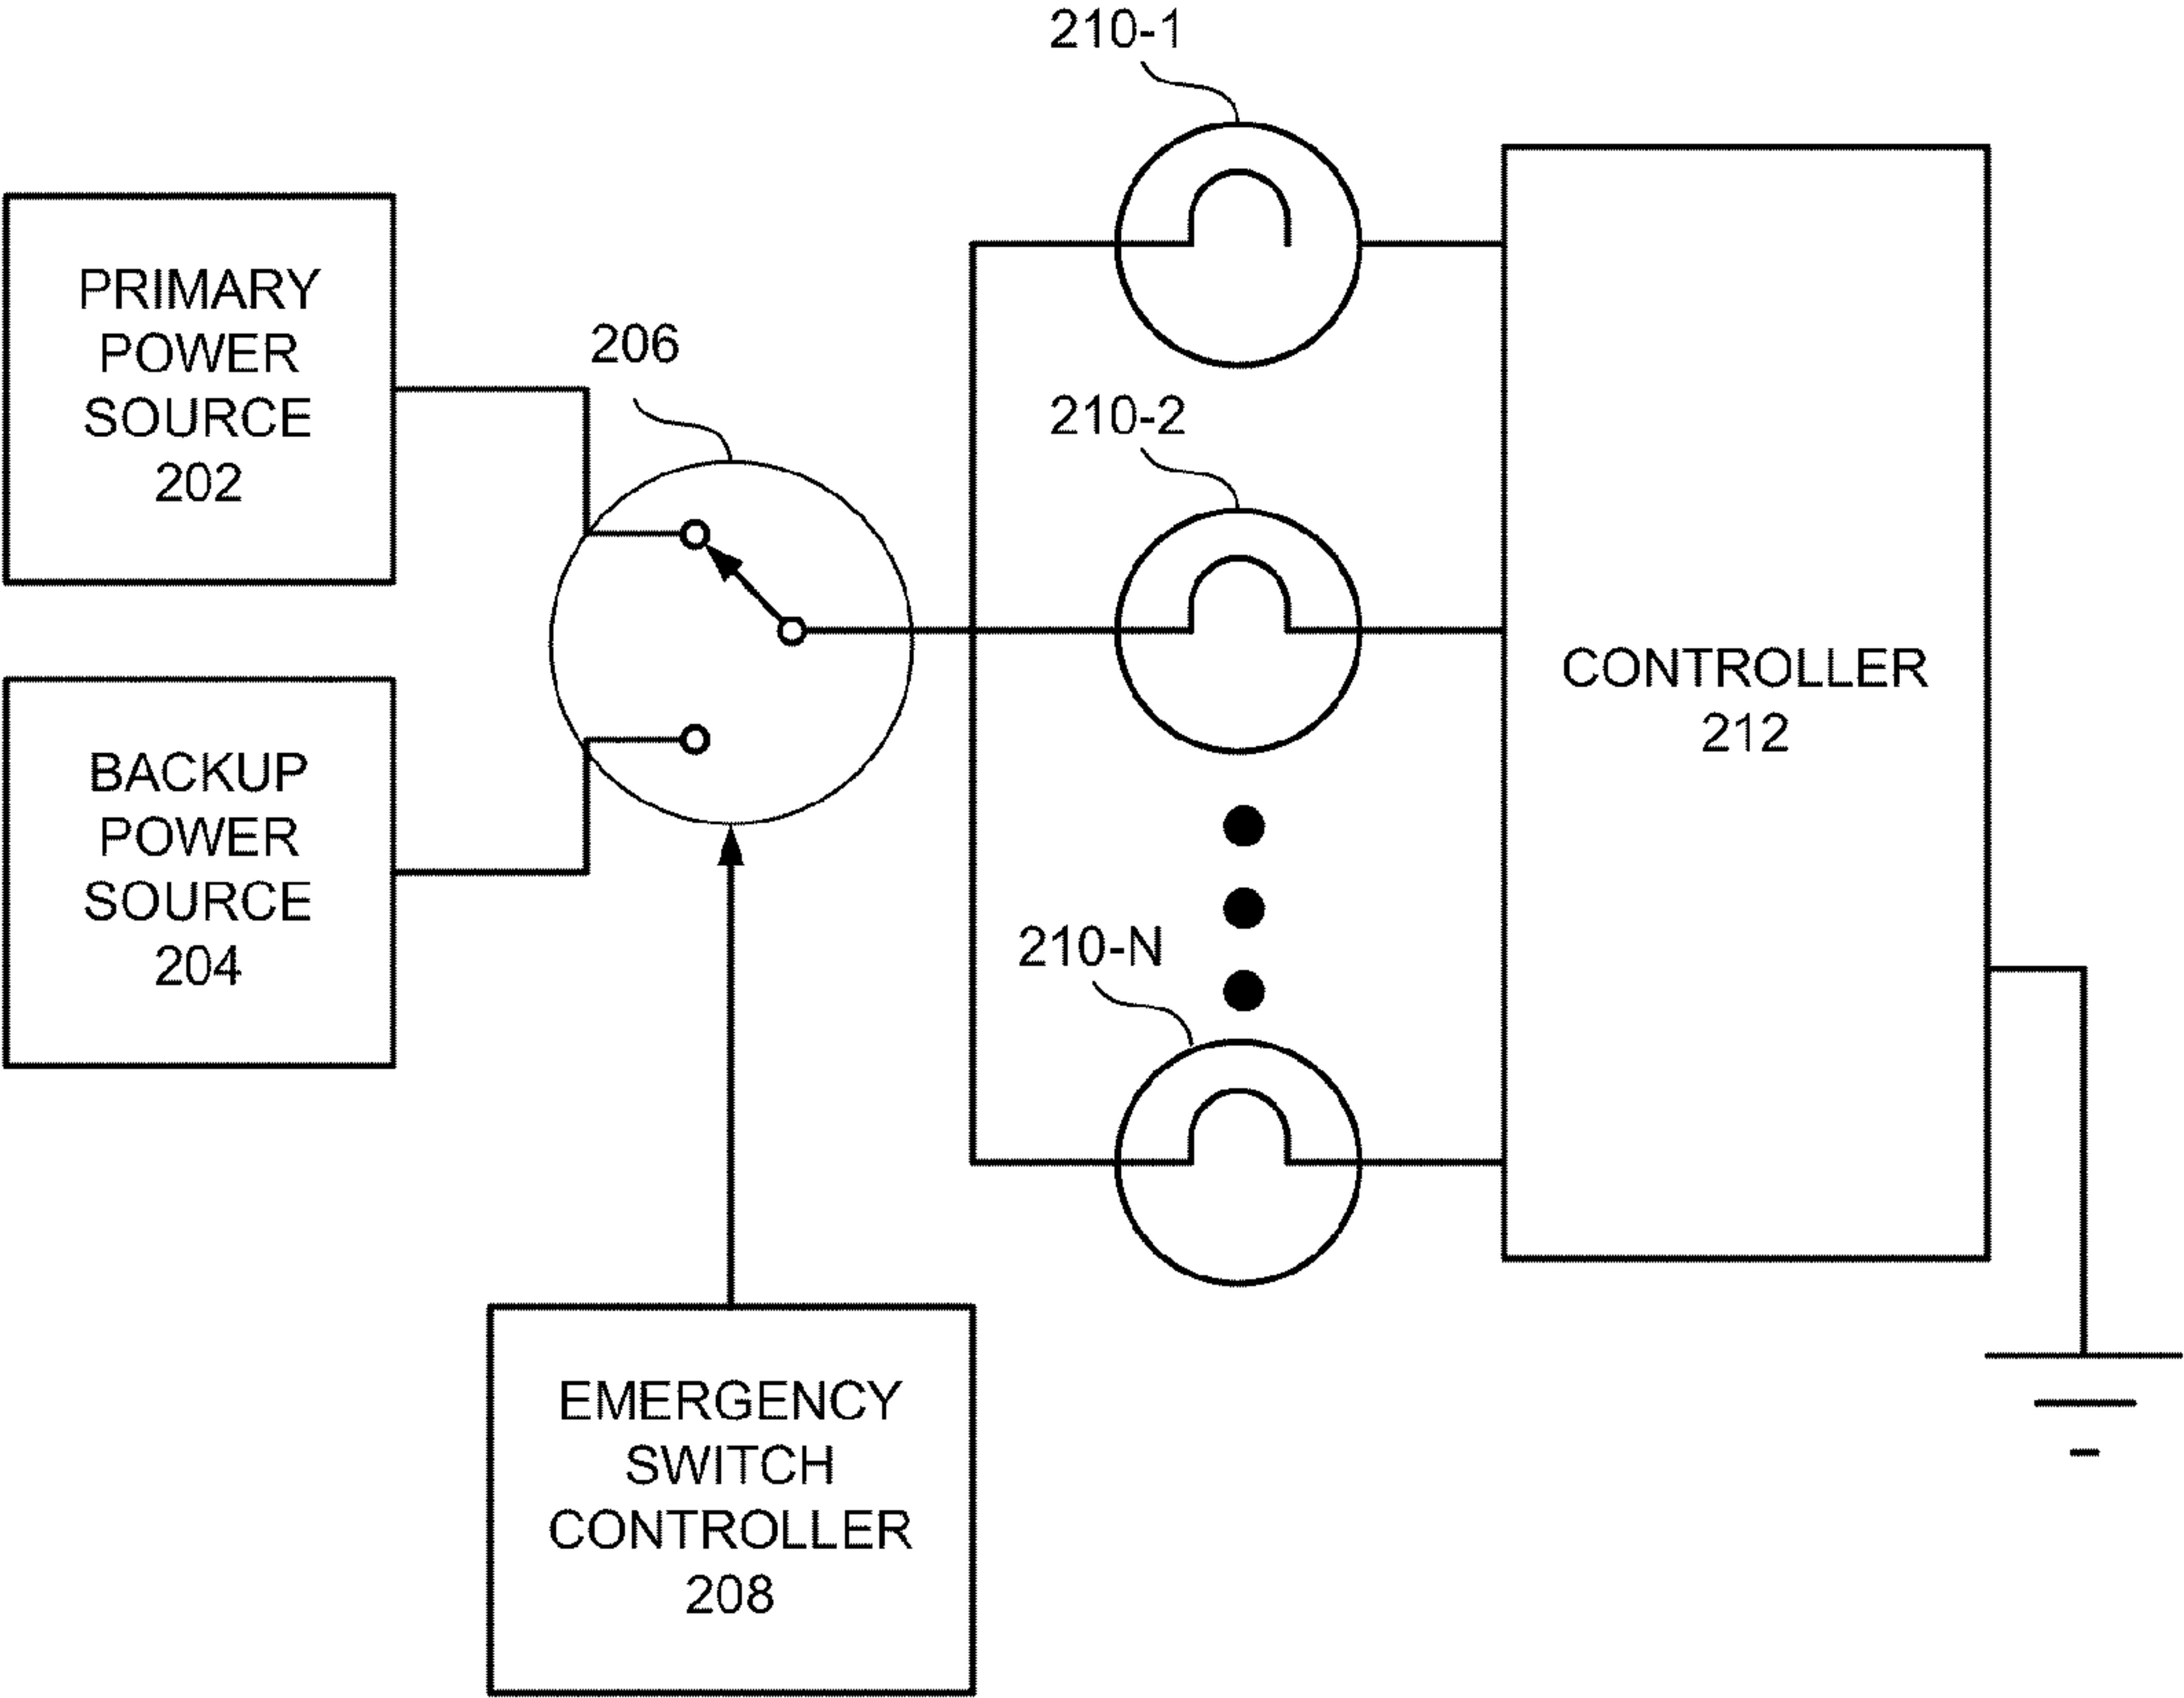 210-1
PRIMARY
POWER
SOURCE
202
206
210-2
CONTROLLER
212
BACKUP
POWER
SOURCE
204
210-N
EMERGENCY
SWITCH
CONTROLLER
208